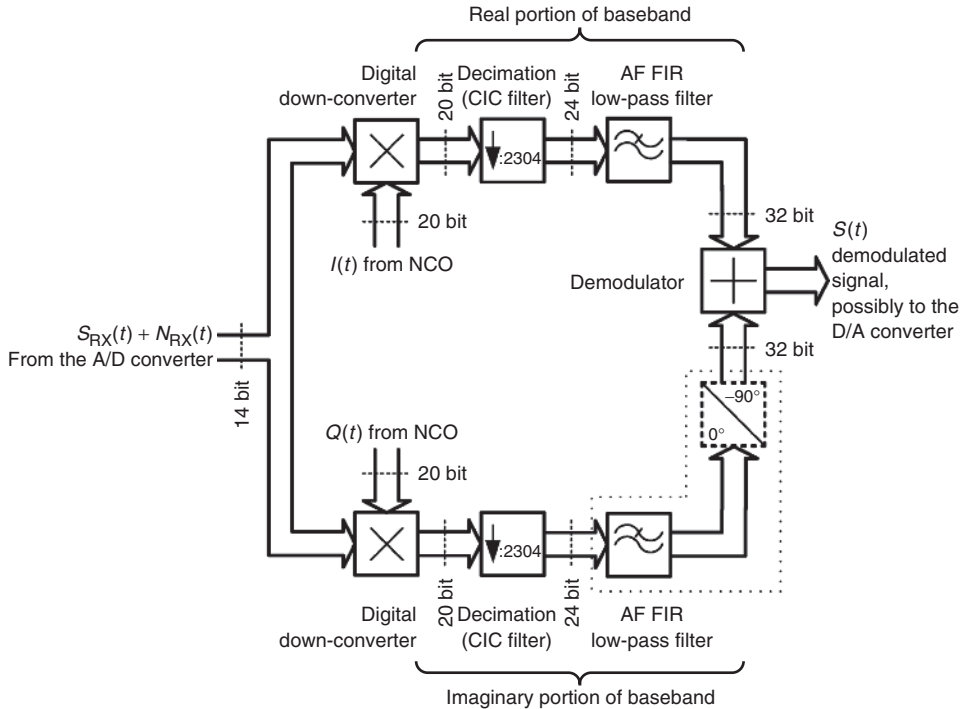 Real portion of baseband
Digital
down-converter
20 bit
Decimation
(CIC filter)
24 bit
AF FIR
low-pass filter
:2304
20 bit
I(t) from NCO
32 bit
Demodulator
S(t)
demodulated
signal,
possibly to the
D/A converter
S_RX(t) + N_RX(t)
From the A/D converter
14 bit
32 bit
–90°
0°
Q(t) from NCO
20 bit
:2304
Digital
down-converter
20 bit
Decimation
(CIC filter)
24 bit
AF FIR
low-pass filter
Imaginary portion of baseband